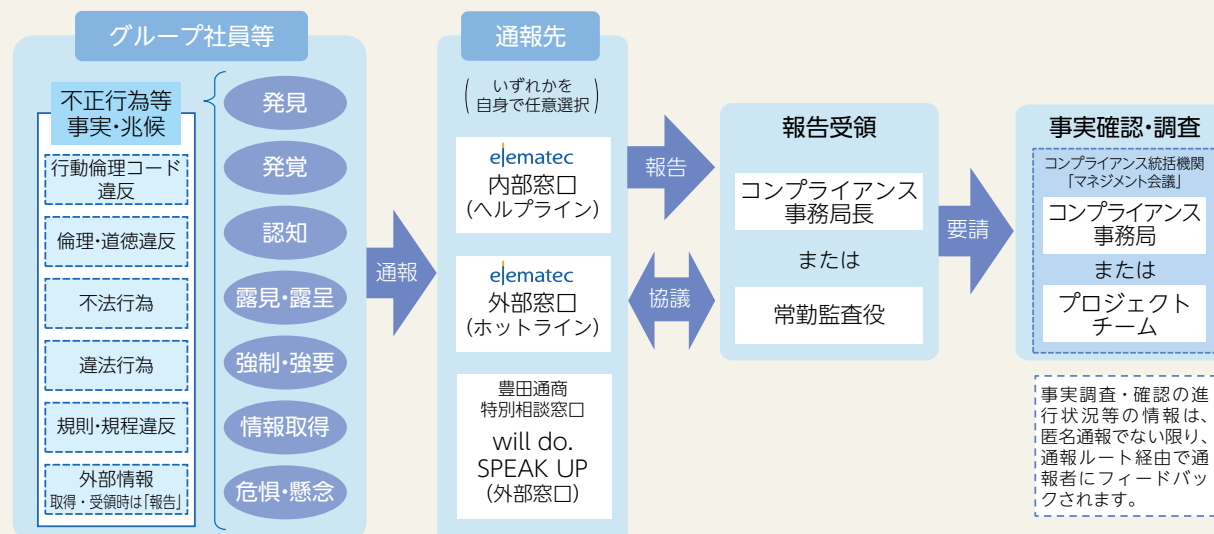 グループ社員等
不正行為等
事実・兆候
行動倫理コード
違反
倫理・道徳違反
不法行為
違法行為
規則・規程違反
外部情報
取得・受領時は「報告」
発見
発覚
認知
露見・露呈
強制・強要
情報取得
危惧・懸念
通報
通報先
(いずれかを
自身で任意選択)
elematec
内部窓口
(ヘルプライン)
elematec
外部窓口
(ホットライン)
豊田通商
特別相談窓口
will do.
SPEAK UP
(外部窓口)
報告
協議
報告受領
コンプライアンス
事務局長
または
常勤監査役
要請
事実確認・調査
コンプライアンス統括機関
「マネジメント会議」
コンプライアンス
事務局
または
プロジェクト
チーム
事実調査・確認の進
行状況等の情報は、
匿名通報でない限り、
通報ルート経由で通
報者にフィードバッ
クされます。